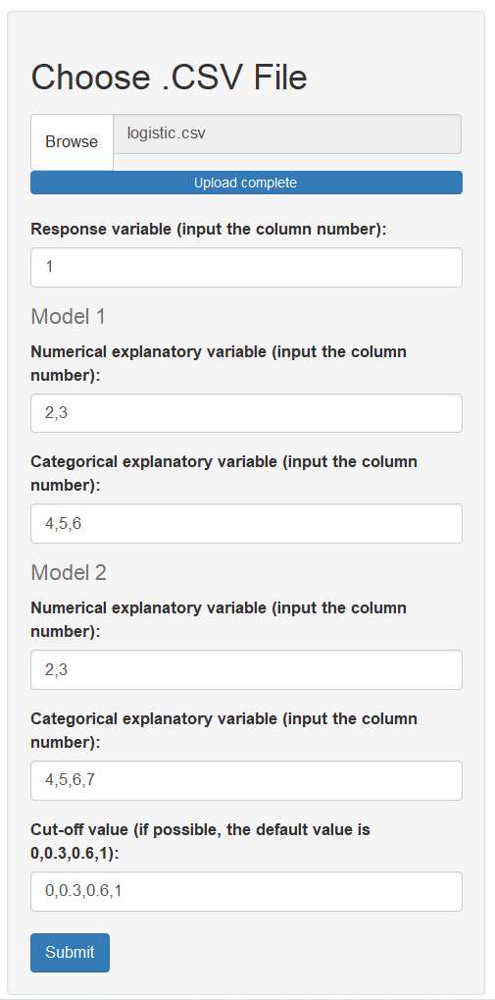 Choose .CSV File
Browse
logistic.csv
Upload complete
Response variable (input the column number):
1
Model 1
Numerical explanatory variable (input the column
number):
2,3
Categorical explanatory variable (input the column
number):
4,5,6
Model 2
Numerical explanatory variable (input the column
number):
2,3
Categorical explanatory variable (input the column
number):
4,5,6,7
Cut-off value (if possible, the default value is
0,0.3,0.6,1):
0,0.3,0.6,1
Submit